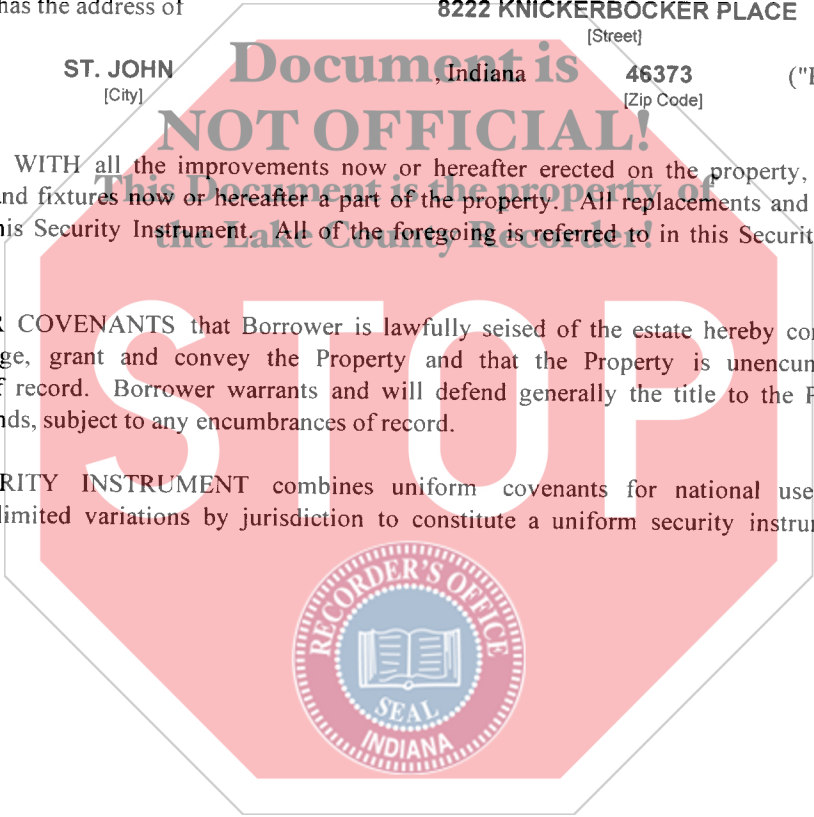 has the address of 8222 KNICKERBOCKER PLACE
[Street]
ST. JOHN , Indiana 46373 ("
[City] [Zip Code]
Document is
NOT OFFICIAL!
This Document is the property of
the Lake County Recorder!
WITH all the improvements now or hereafter erected on the property,
nd fixtures now or hereafter a part of the property. All replacements and
is Security Instrument. All of the foregoing is referred to in this Securit
R COVENANTS that Borrower is lawfully seised of the estate hereby co
ge, grant and convey the Property and that the Property is unencun
f record. Borrower warrants and will defend generally the title to the P
nds, subject to any encumbrances of record.
RITY INSTRUMENT combines uniform covenants for national use
limited variations by jurisdiction to constitute a uniform security instru
STOP
RECORDER'S OFFICE
SEAL
INDIANA